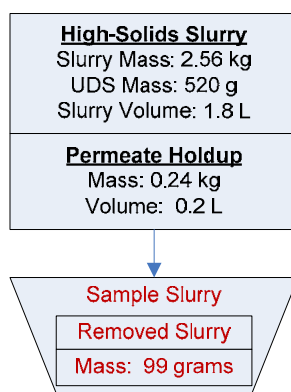 High-Solids Slurry
Slurry Mass: 2.56 kg
UDS Mass: 520 g
Slurry Volume: 1.8 L
Permeate Holdup
Mass: 0.24 kg
Volume: 0.2 L
Sample Slurry
Removed Slurry
Mass: 99 grams